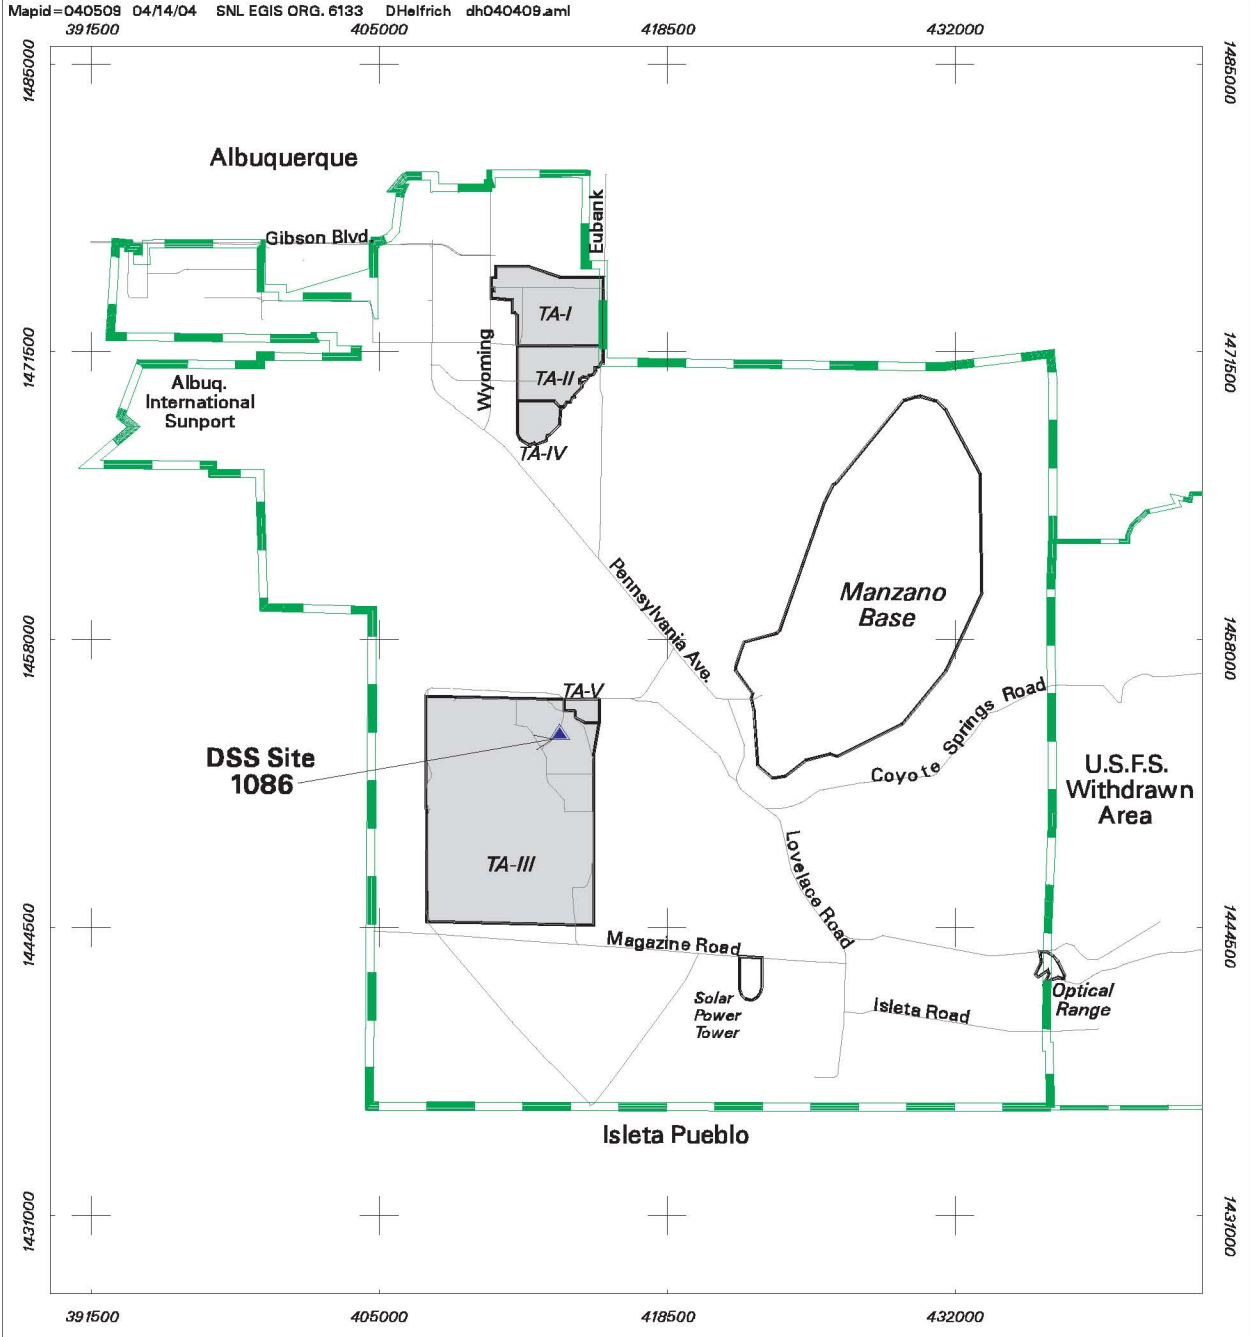 Mapid=040509 04/14/04 SNL EGIS ORG. 6133 DHelfrich dh040409.aml
391500 405000 418500 432000
1485000 1485000
Albuquerque
Gibson Blvd.
Eubank
TA-I
1471500 1471500
Wyoming
TA-II
Albuq.
International
Sunport
TA-IV
Pennsylvania Ave.
Manzano
Base
1458000 1458000
TA-V
Coyote Springs Road
DSS Site
1086
U.S.F.S.
Withdrawn
Area
TA-III
Lovelace Road
1444500 1444500
Magazine Road
Solar
Power
Tower
Isleta Road
Optical
Range
Isleta Pueblo
1431000 1431000
391500 405000 418500 432000